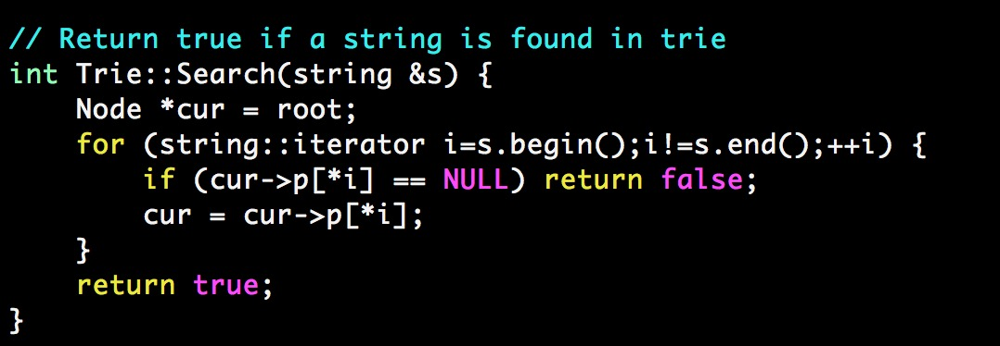 // Return true if a string is found in trie
int Trie::Search(string &s) {
    Node *cur = root;
    for (string::iterator i=s.begin();i!=s.end();++i) {
        if (cur->p[*i] == NULL) return false;
        cur = cur->p[*i];
    }
    return true;
}